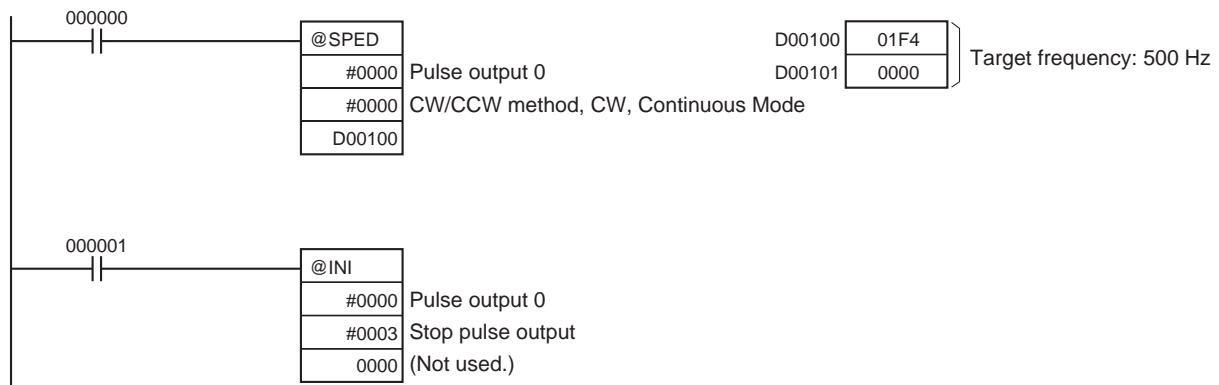 000000
@SPED
#0000 Pulse output 0
#0000 CW/CCW method, CW, Continuous Mode
D00100
D00100 01F4
D00101 0000
Target frequency: 500 Hz
000001
@INI
#0000 Pulse output 0
#0003 Stop pulse output
0000 (Not used.)